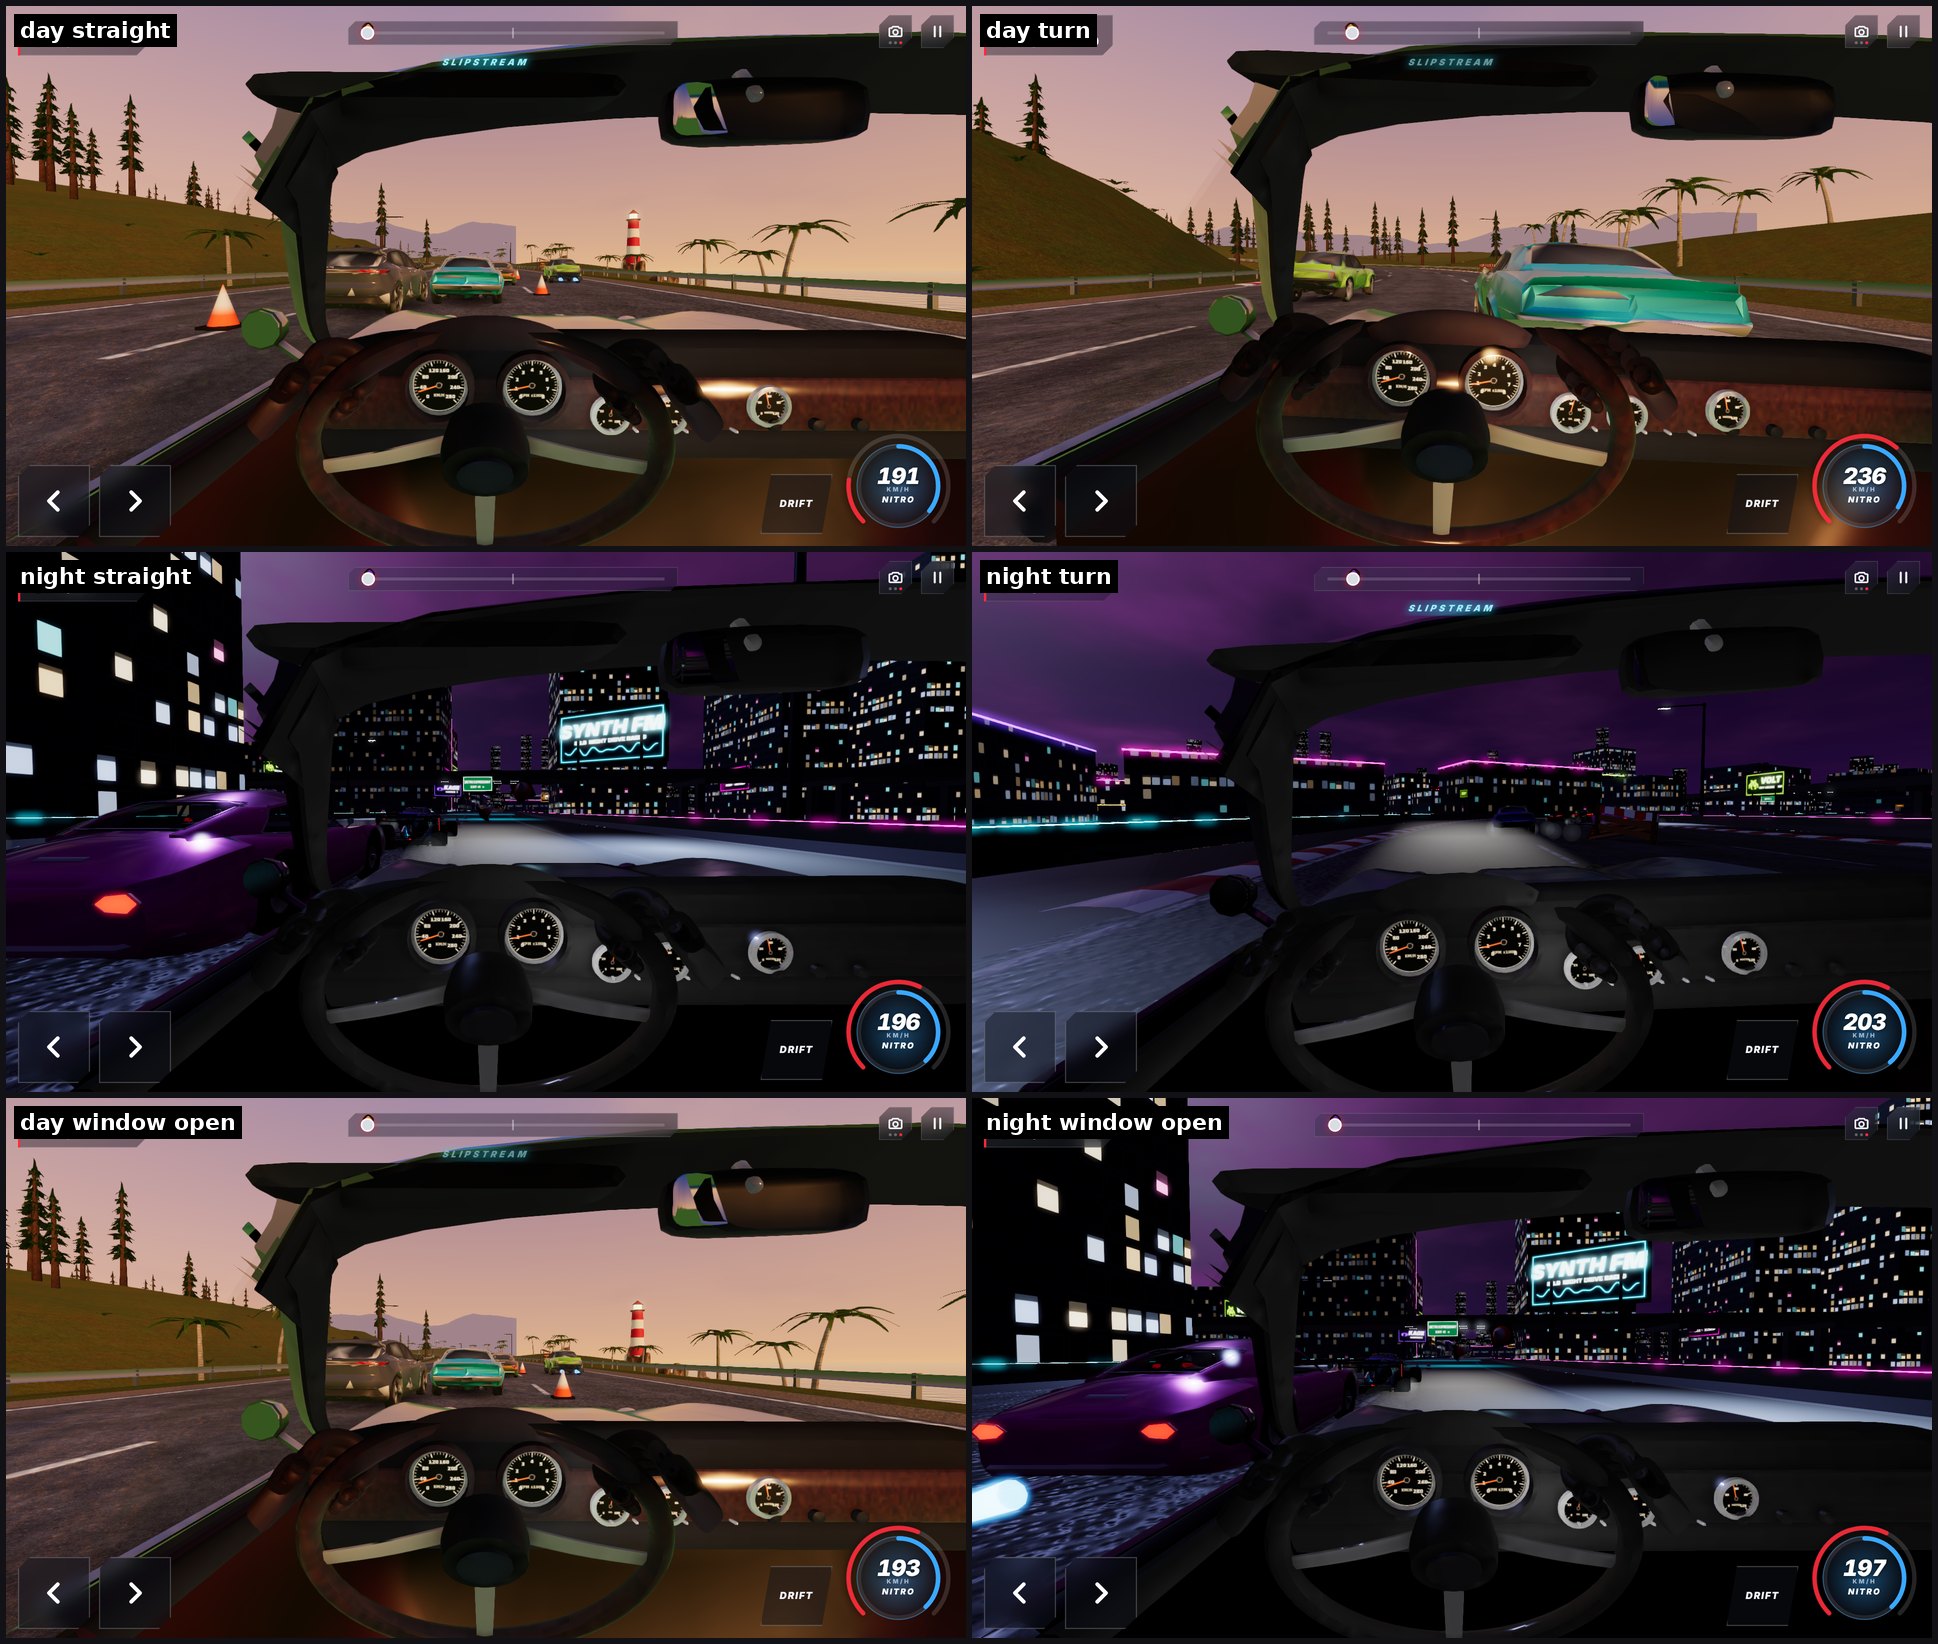 day straight
SLIPSTREAM
DRIFT
191
KM/H
NITRO
day turn
SLIPSTREAM
DRIFT
236
KM/H
NITRO
night straight
SYNTH FM
DRIFT
196
KM/H
NITRO
night turn
SLIPSTREAM
VOLT
DRIFT
203
KM/H
NITRO
day window open
SLIPSTREAM
DRIFT
193
KM/H
NITRO
night window open
SYNTH FM
DRIFT
197
KM/H
NITRO